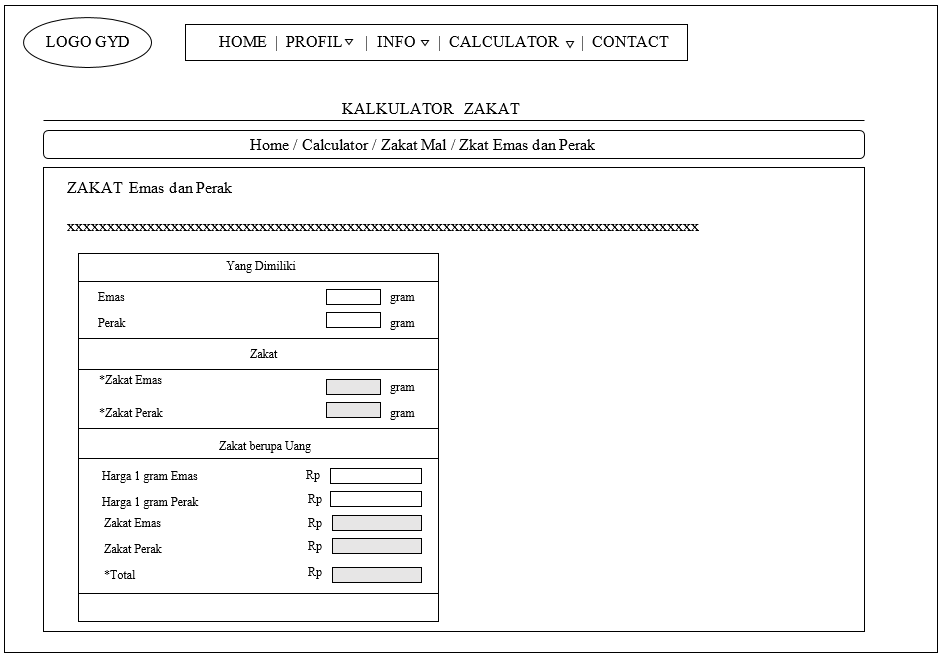 LOGO GYD
HOME | PROFIL | INFO | CALCULATOR | CONTACT
KALKULATOR ZAKAT
Home / Calculator / Zakat Mal / Zkat Emas dan Perak
ZAKAT Emas dan Perak
xxxxxxxxxxxxxxxxxxxxxxxxxxxxxxxxxxxxxxxxxxxxxxxxxxxxxxxxxxxxxxxxxxxxxxxxxxxxxxx
Yang Dimiliki
Emas gram
Perak gram
Zakat
*Zakat Emas gram
*Zakat Perak gram
Zakat berupa Uang
Harga 1 gram Emas Rp
Harga 1 gram Perak Rp
Zakat Emas Rp
Zakat Perak Rp
*Total Rp